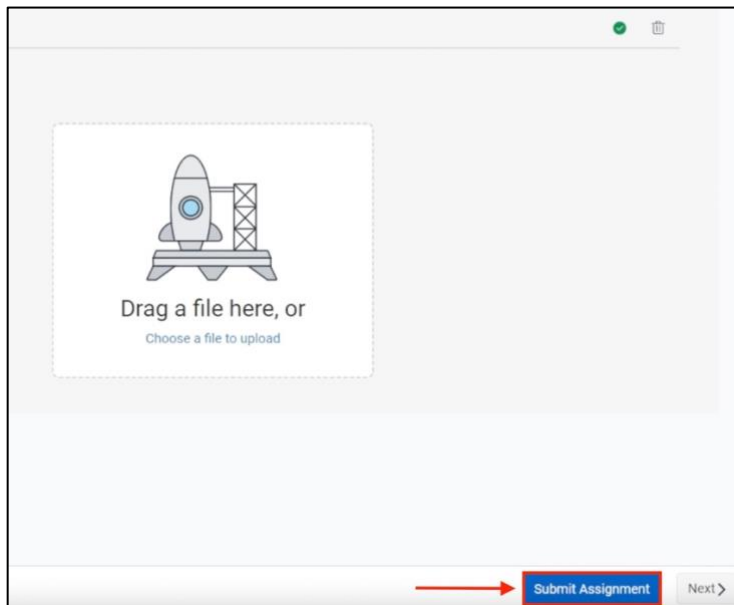 Drag a file here, or
Choose a file to upload
Submit Assignment
Next